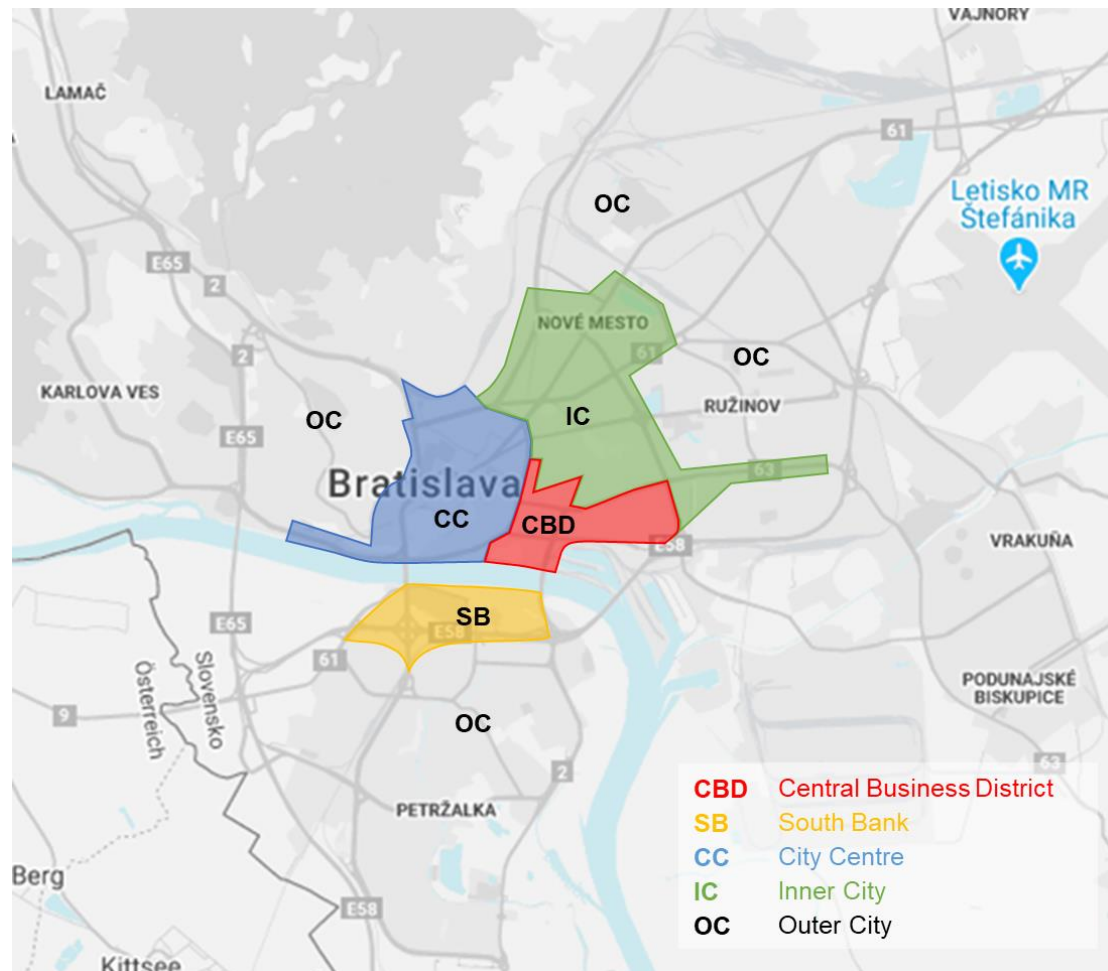 VAJNORY
LAMAČ
61
OC
Letisko MR
Štefánika
E65
2
NOVÉ MESTO
61
OC
2
KARLOVA VES
RUŽINOV
OC
IC
E65
63
Bratislava
CC
CBD
E58
VRAKUŇA
SB
E58
E65
61
Slovensko
Österreich
PODUNAJSKÉ
BISKUPICE
9
OC
63
2
CBD Central Business District
PETRŽALKA
SB South Bank
CC City Centre
Berg
IC Inner City
E58
OC Outer City
Kittsee